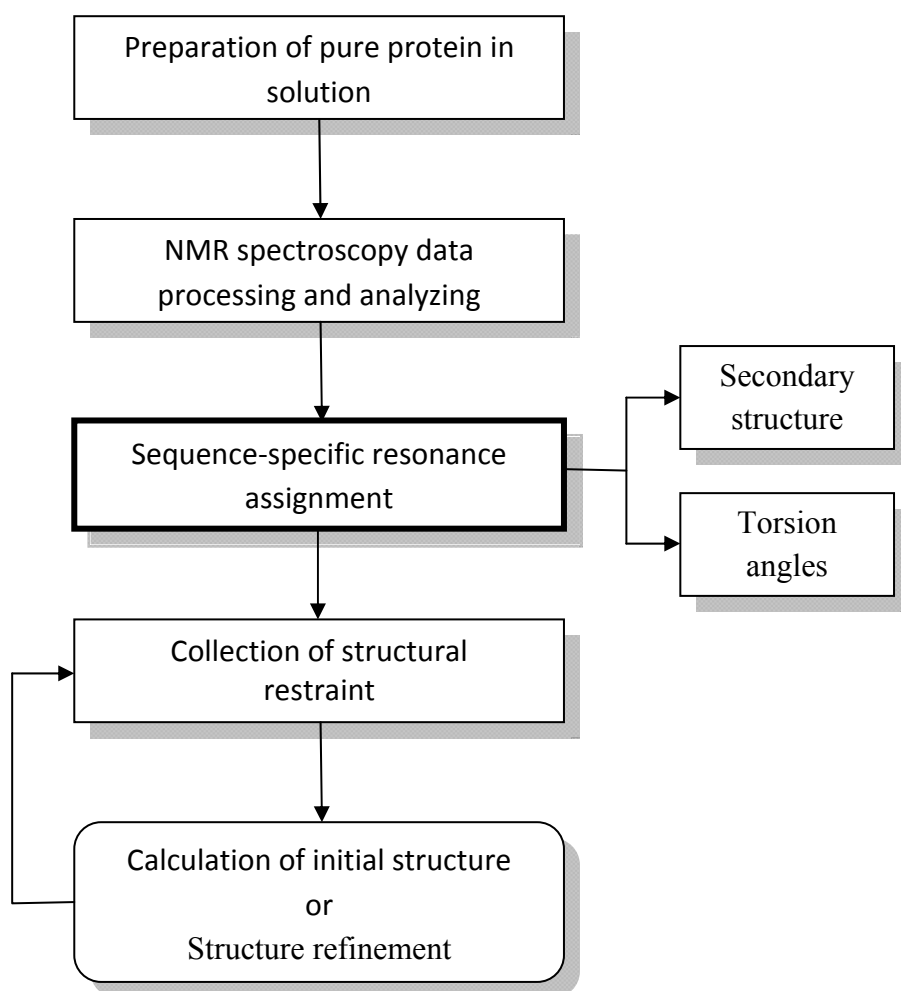 Preparation of pure protein in
solution
NMR spectroscopy data
processing and analyzing
Sequence-specific resonance
assignment
Secondary
structure
Torsion
angles
Collection of structural
restraint
Calculation of initial structure
or
Structure refinement